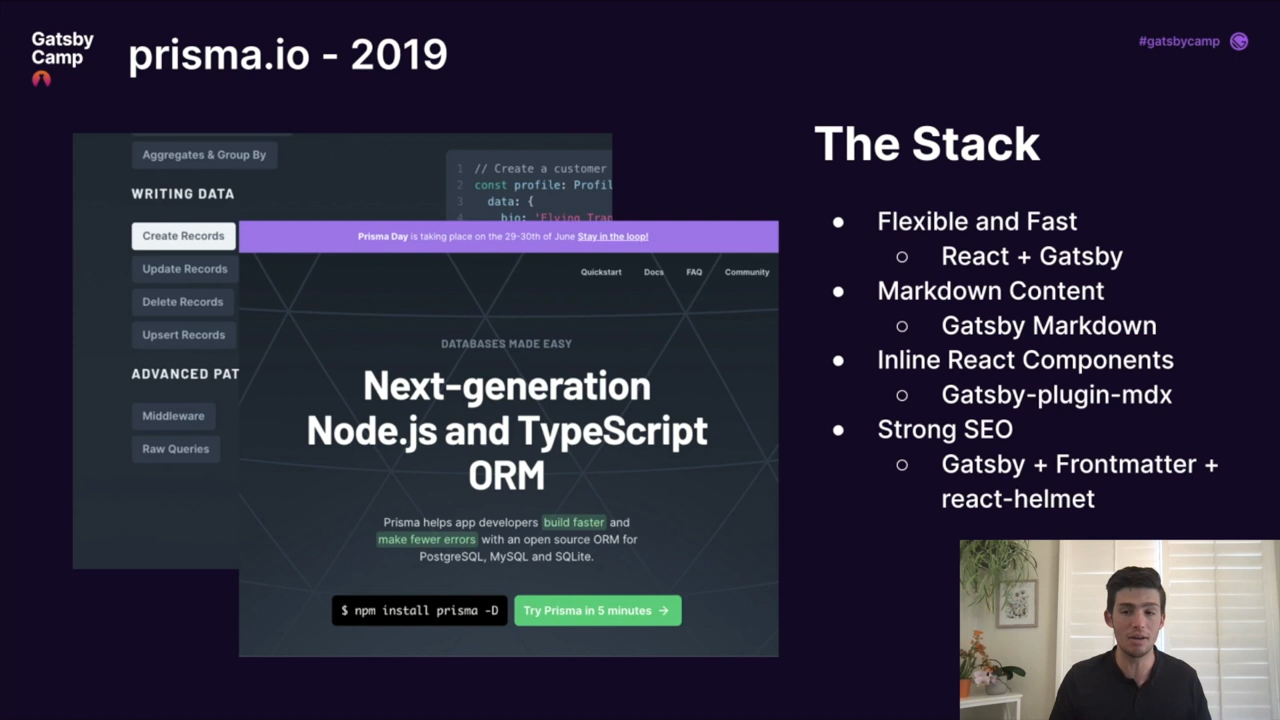 Gatsby
Camp
prisma.io - 2019
#gatsbycamp
Aggregates & Group By
WRITING DATA
Create Records
Update Records
Delete Records
Upsert Records
ADVANCED PAT
Middleware
Raw Queries
1 // Create a customer
2 const profile: Profil
3 data: {
4 bio: 'Flying Trap
Prisma Day is taking place on the 29-30th of June Stay in the loop!
Quickstart Docs FAQ Community
DATABASES MADE EASY
Next-generation
Node.js and TypeScript
ORM
Prisma helps app developers build faster and
make fewer errors with an open source ORM for
PostgreSQL, MySQL and SQLite.
$ npm install prisma -D
Try Prisma in 5 minutes →
The Stack
● Flexible and Fast
○ React + Gatsby
● Markdown Content
○ Gatsby Markdown
● Inline React Components
○ Gatsby-plugin-mdx
● Strong SEO
○ Gatsby + Frontmatter +
react-helmet